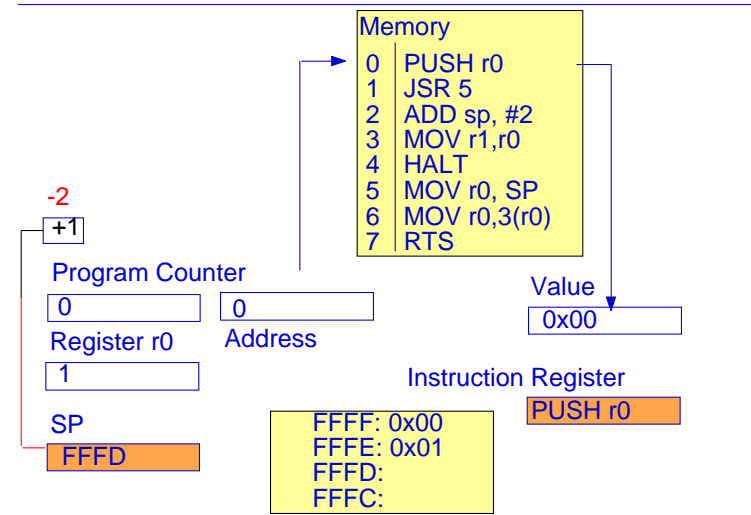 Memory
0 PUSH r0
1 JSR 5
2 ADD sp, #2
3 MOV r1,r0
4 HALT
5 MOV r0, SP
6 MOV r0,3(r0)
7 RTS
-2
+1
Program Counter
0
0
Address
Value
0x00
Register r0
1
Instruction Register
PUSH r0
SP
FFFD
FFFF: 0x00
FFFE: 0x01
FFFD:
FFFC: